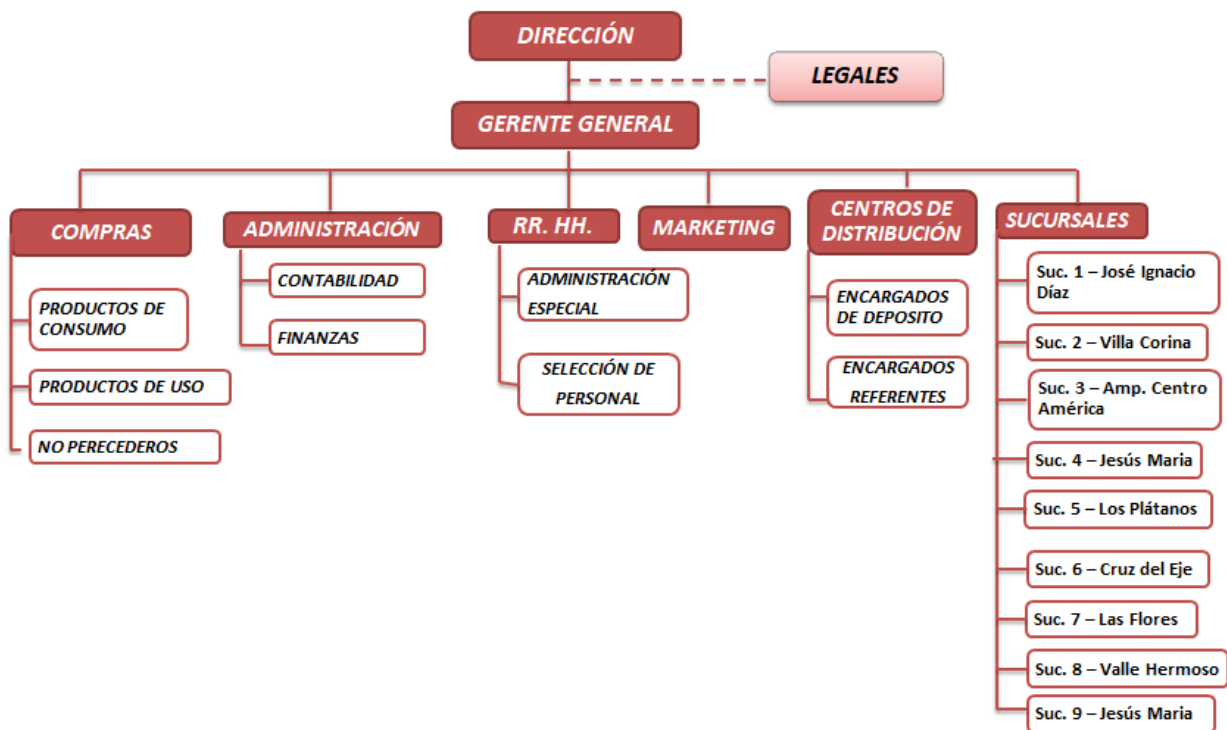 DIRECCIÓN
LEGALES
GERENTE GENERAL
COMPRAS
PRODUCTOS DE
CONSUMO
PRODUCTOS DE USO
NO PERECEDEROS
ADMINISTRACIÓN
CONTABILIDAD
FINANZAS
RR. HH.
ADMINISTRACIÓN
ESPECIAL
SELECCIÓN DE
PERSONAL
MARKETING
CENTROS DE
DISTRIBUCIÓN
ENCARGADOS
DE DEPOSITO
ENCARGADOS
REFERENTES
SUCURSALES
Suc. 1 – José Ignacio
Díaz
Suc. 2 – Villa Corina
Suc. 3 – Amp. Centro
América
Suc. 4 – Jesús Maria
Suc. 5 – Los Plátanos
Suc. 6 – Cruz del Eje
Suc. 7 – Las Flores
Suc. 8 – Valle Hermoso
Suc. 9 – Jesús Maria